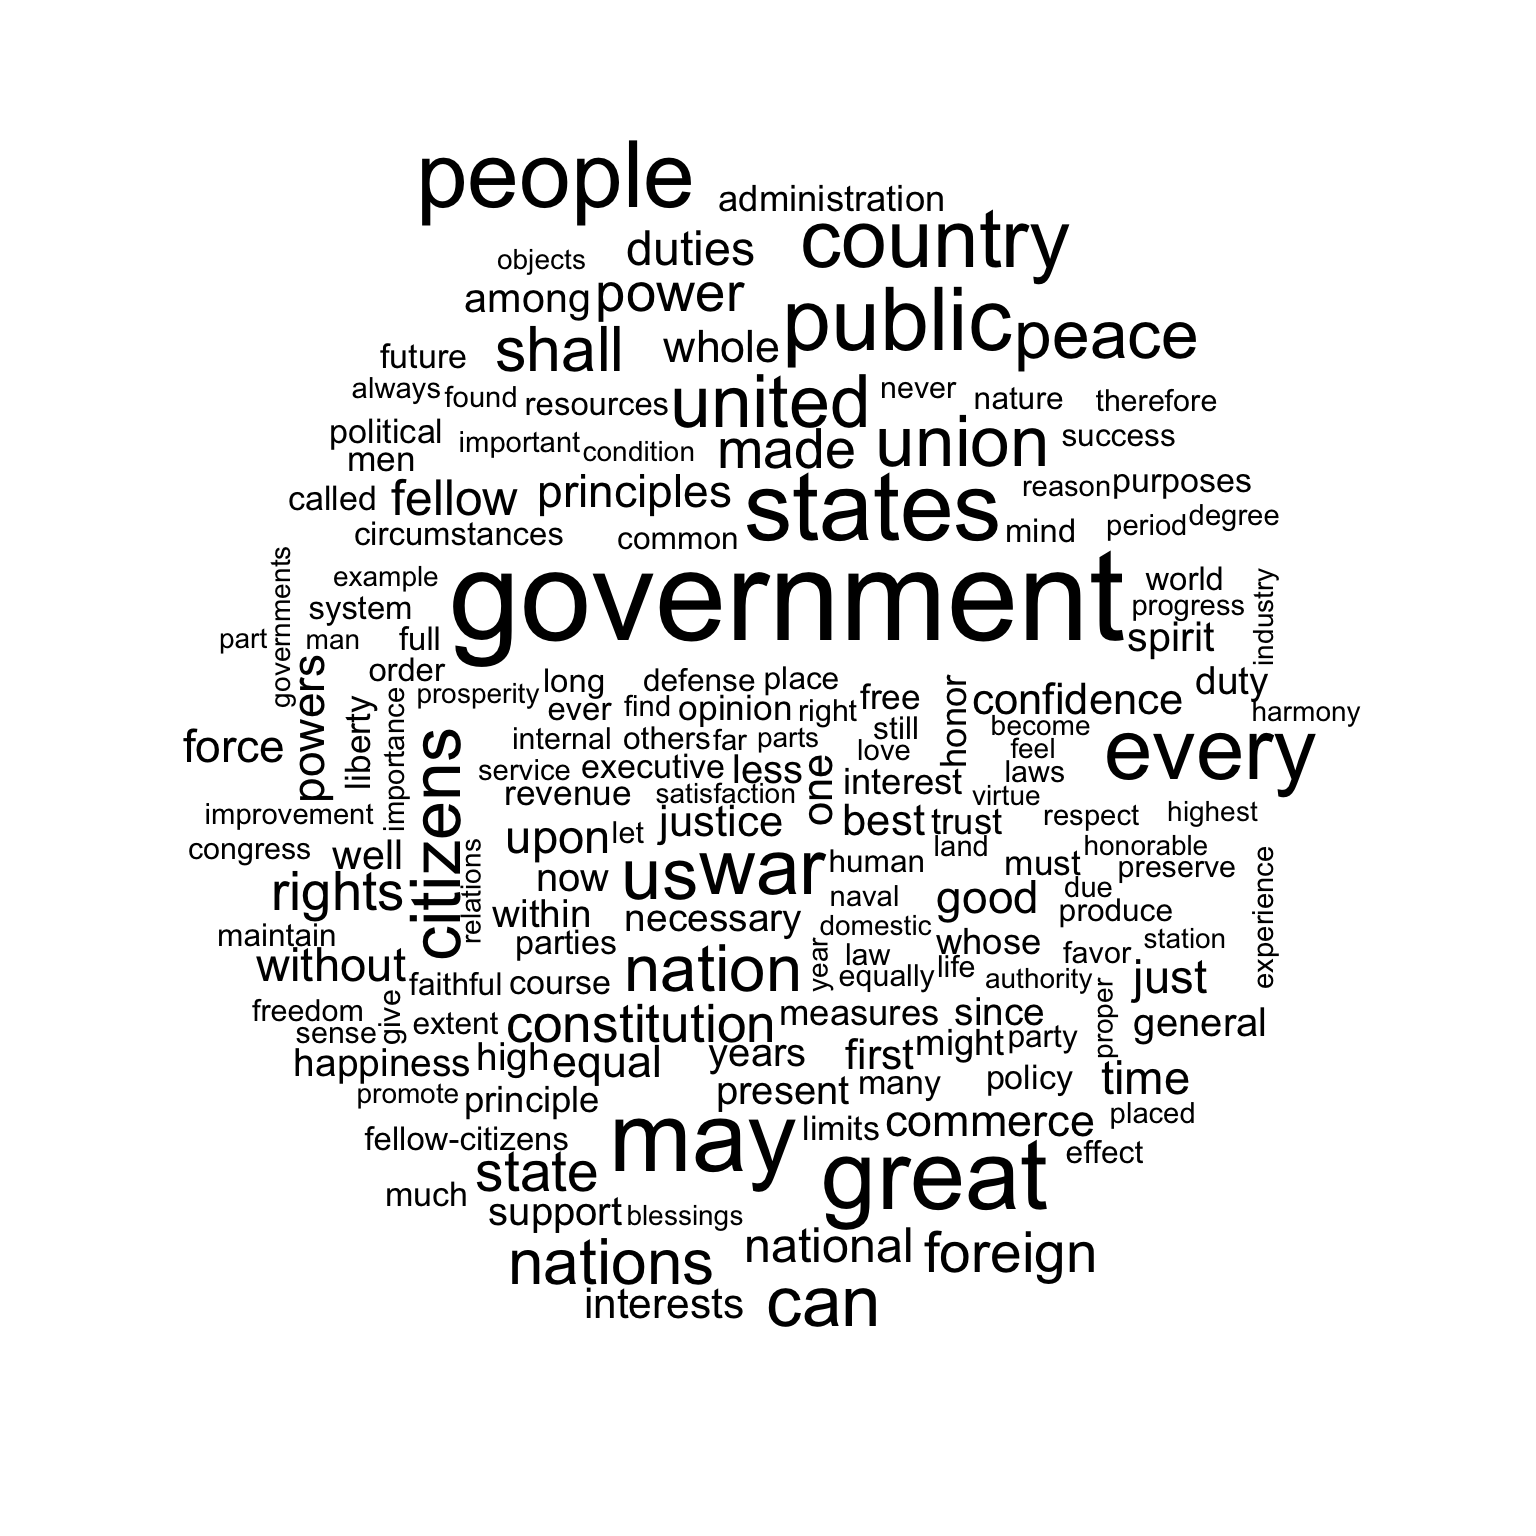 people
administration
country
objects
duties
among
power
public
peace
future
shall
whole
always
found
resources
united
never
nature
therefore
political
important
condition
made
union
success
men
called
fellow
principles
states
reason
purposes
circumstances
common
mind
period
degree
governments
example
government
world
industry
system
progress
part
man
full
spirit
order
powers
liberty
importance
prosperity
long
defense
place
free
honor
confidence
duty
ever
find
opinion
right
harmony
force
citizens
internal
others
far
parts
still
love
become
feel
every
service
executive
less
one
interest
laws
revenue
satisfaction
virtue
improvement
upon
let
justice
best
trust
respect
highest
congress
well
relations
us
war
human
land
must
honorable
preserve
experience
rights
now
naval
good
due
produce
within
necessary
domestic
maintain
parties
whose
favor
station
without
faithful
course
nation
year
law
equally
life
authority
just
proper
freedom
sense
give
extent
constitution
measures
since
general
happiness
high
equal
years
first
might
party
promote
principle
present
many
policy
time
may
limits
commerce
placed
fellow-citizens
state
great
effect
much
support
blessings
nations
national
foreign
interests
can